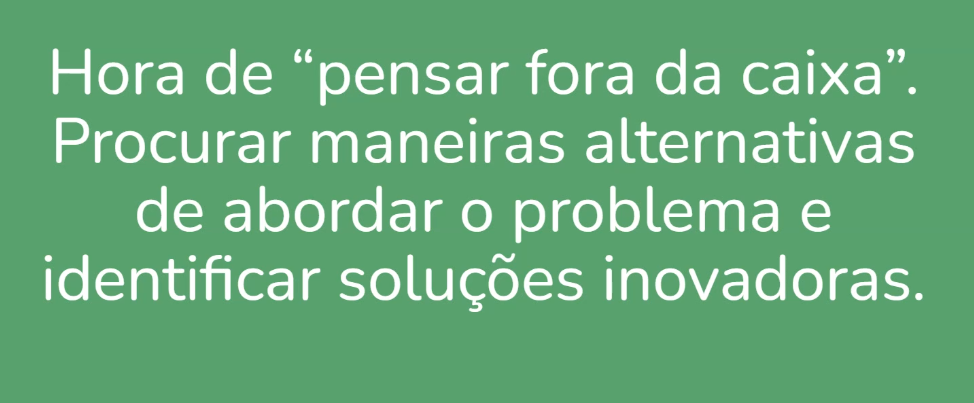 Hora de “pensar fora da caixa”.
Procurar maneiras alternativas
de abordar o problema e
identificar soluções inovadoras.